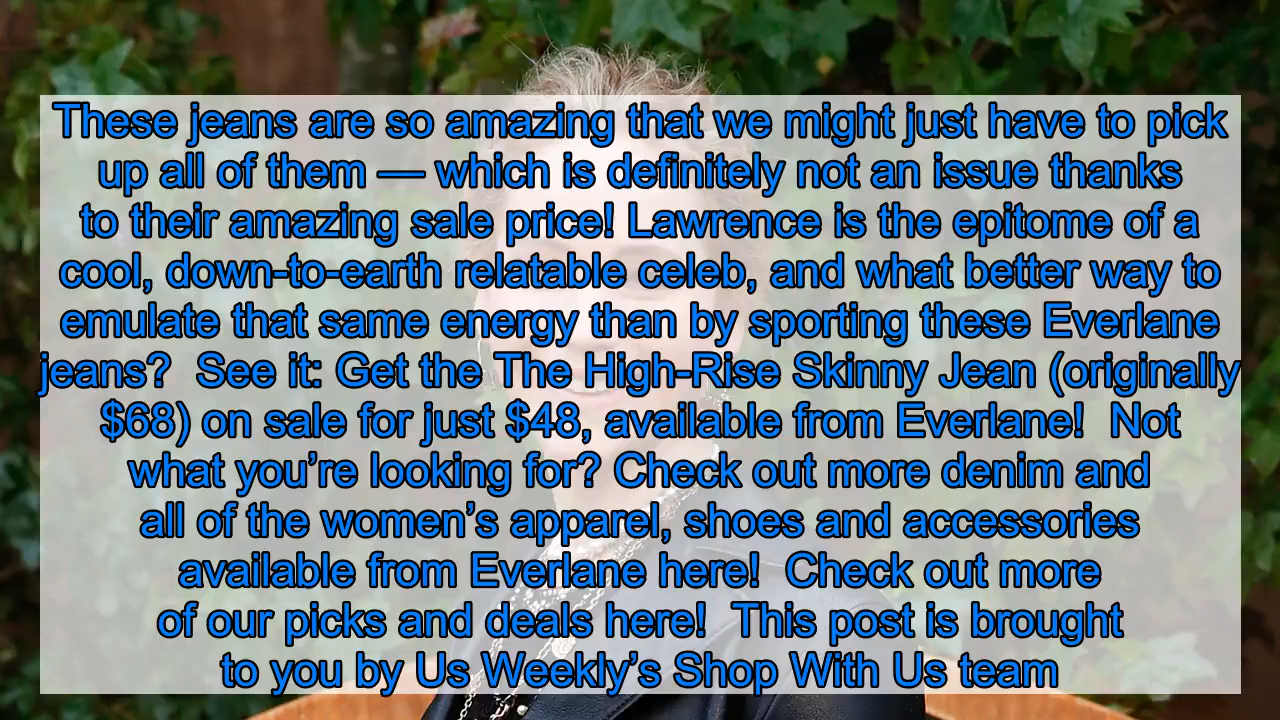 These jeans are so amazing that we might just have to pick
up all of them — which is definitely not an issue thanks
to their amazing sale price! Lawrence is the epitome of a
cool, down-to-earth relatable celeb, and what better way to
emulate that same energy than by sporting these Everlane
jeans?  See it: Get the The High-Rise Skinny Jean (originally
$68) on sale for just $48, available from Everlane!  Not
what you’re looking for? Check out more denim and
all of the women’s apparel, shoes and accessories
available from Everlane here!  Check out more
of our picks and deals here!  This post is brought
to you by Us Weekly’s Shop With Us team